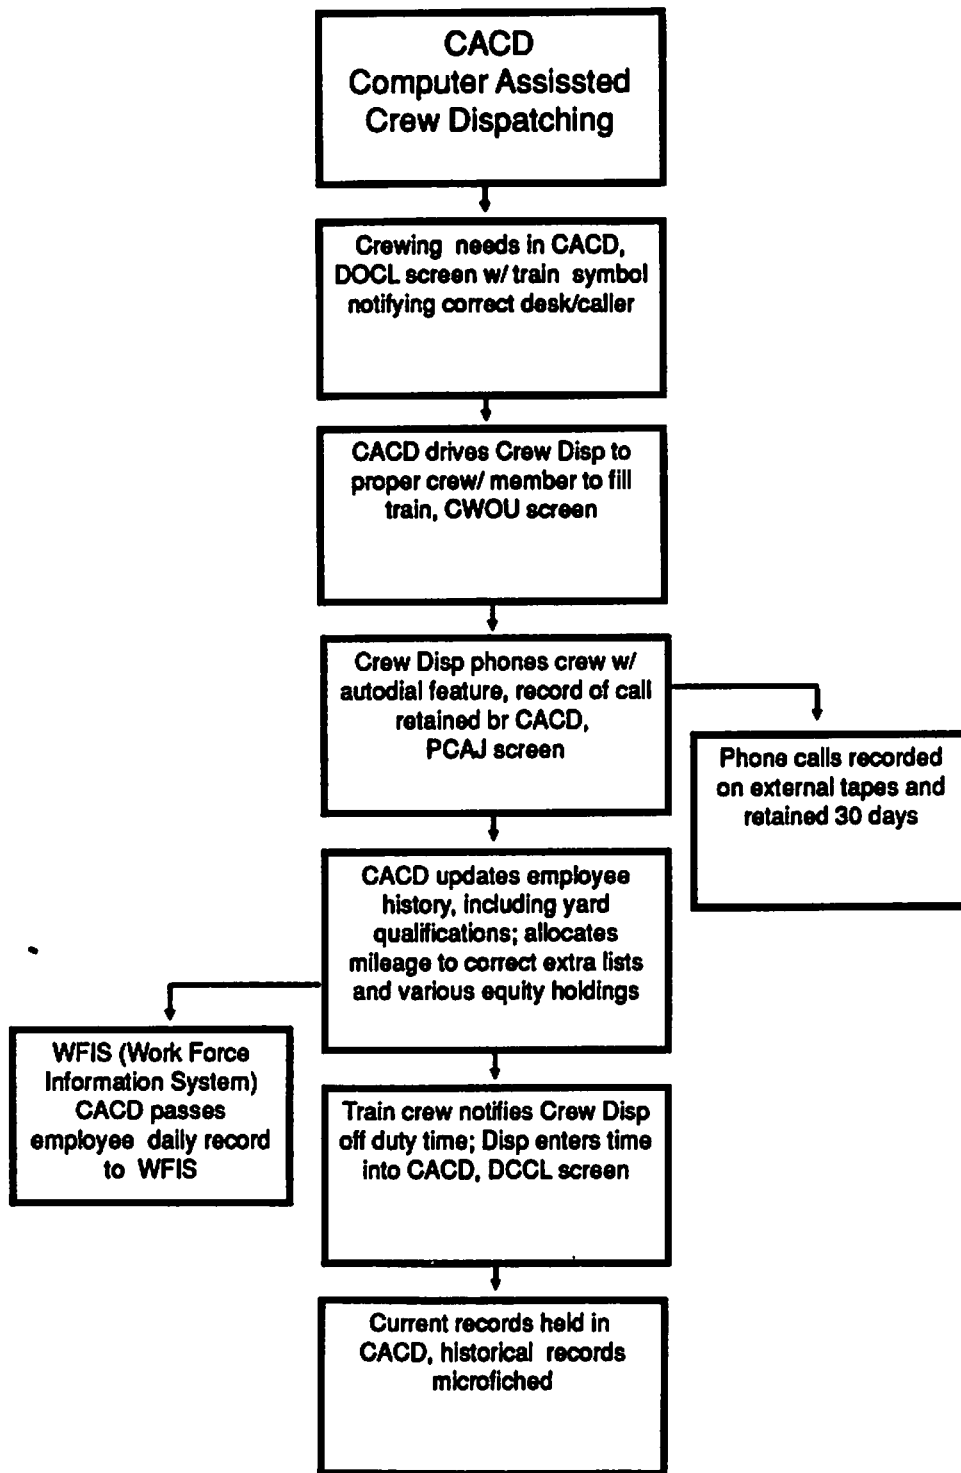 CACD
Computer Assissted
Crew Dispatching
Crewing needs in CACD,
DOCL screen w/ train symbol
notifying correct desk/caller
CACD drives Crew Disp to
proper crew/ member to fill
train, CWOU screen
Crew Disp phones crew w/
autodial feature, record of call
retained br CACD,
PCAJ screen
Phone calls recorded
on external tapes and
retained 30 days
CACD updates employee
history, including yard
qualifications; allocates
mileage to correct extra lists
and various equity holdings
WFIS (Work Force
Information System)
CACD passes
employee daily record
to WFIS
Train crew notifies Crew Disp
off duty time; Disp enters time
into CACD, DCCL screen
Current records held in
CACD, historical records
microfiched